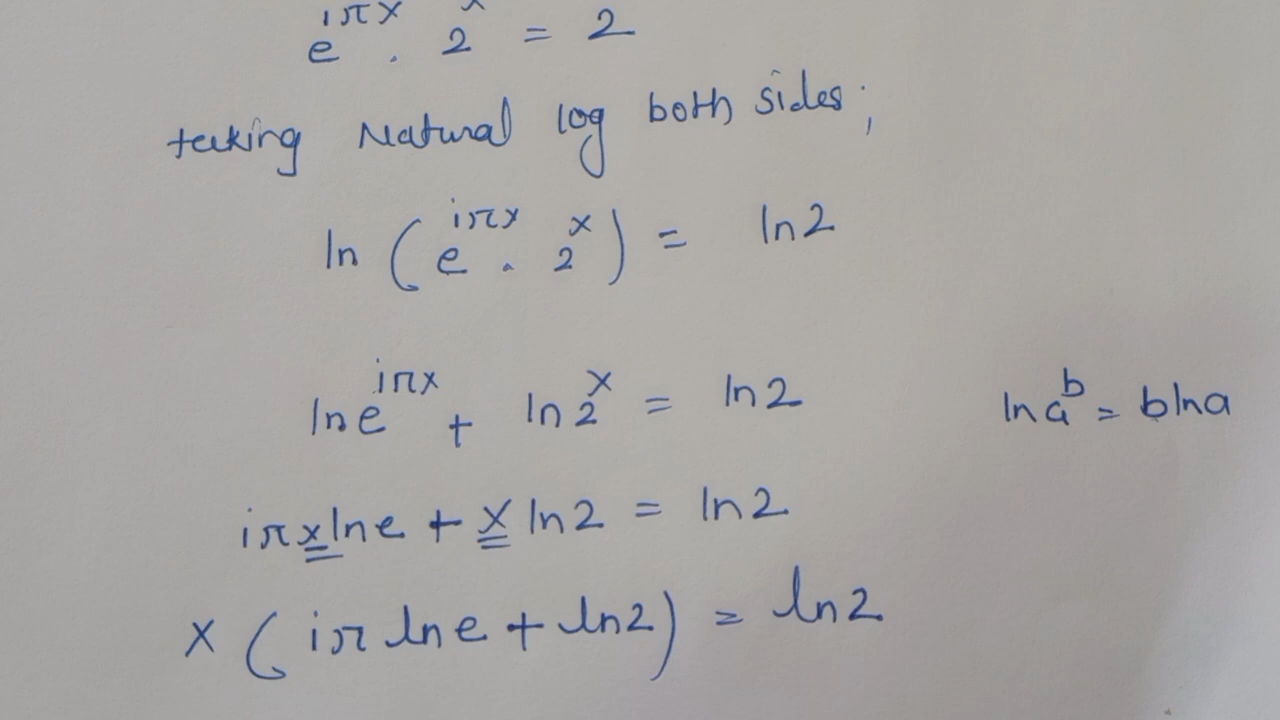 e^{iπx} . 2^x = 2
taking Natural log both sides;
ln (e^{iπx} . 2^x) = ln2
ln e^{iπx} + ln 2^x = ln2
ln a^b = b ln a
iπx ln e + x ln2 = ln2
x (iπ ln e + ln2) = ln2